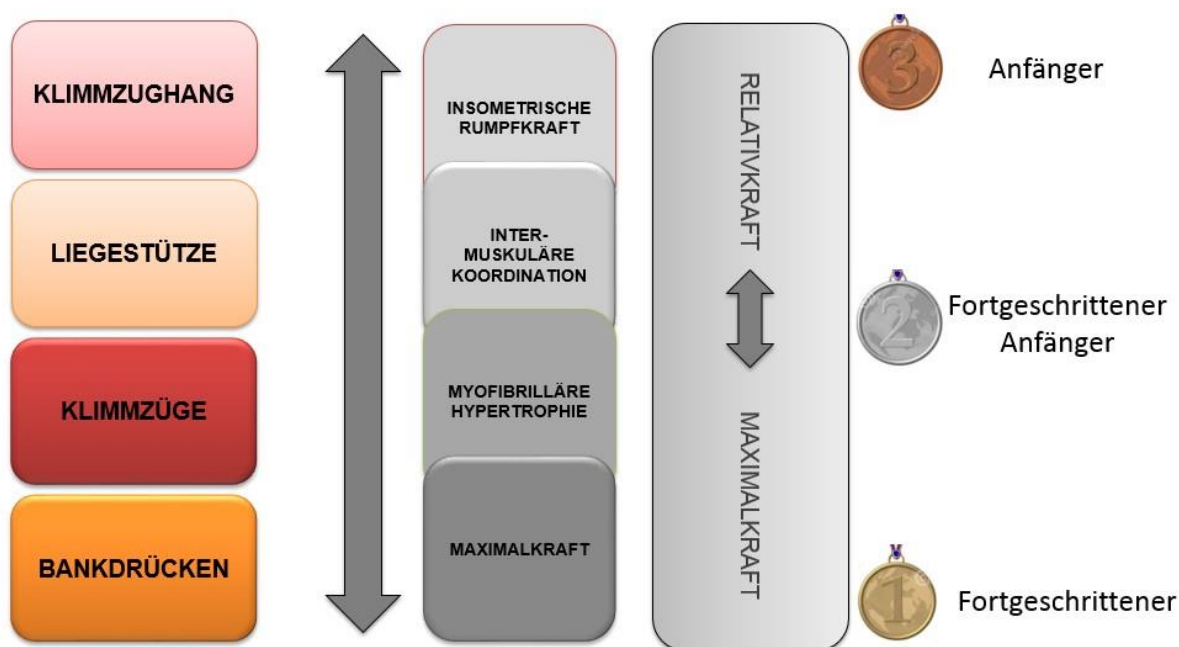 KLIMMZUGHANG
LIEGESTÜTZE
KLIMMZÜGE
BANKDRÜCKEN
INSOMETRISCHE
RUMPFKRAFT
INTER-
MUSKULÄRE
KOORDINATION
MYOFIBRILLÄRE
HYPERTROPHIE
MAXIMALKRAFT
RELATIVKRAFT
MAXIMALKRAFT
3
Anfänger
2
Fortgeschrittener
Anfänger
1
Fortgeschrittener